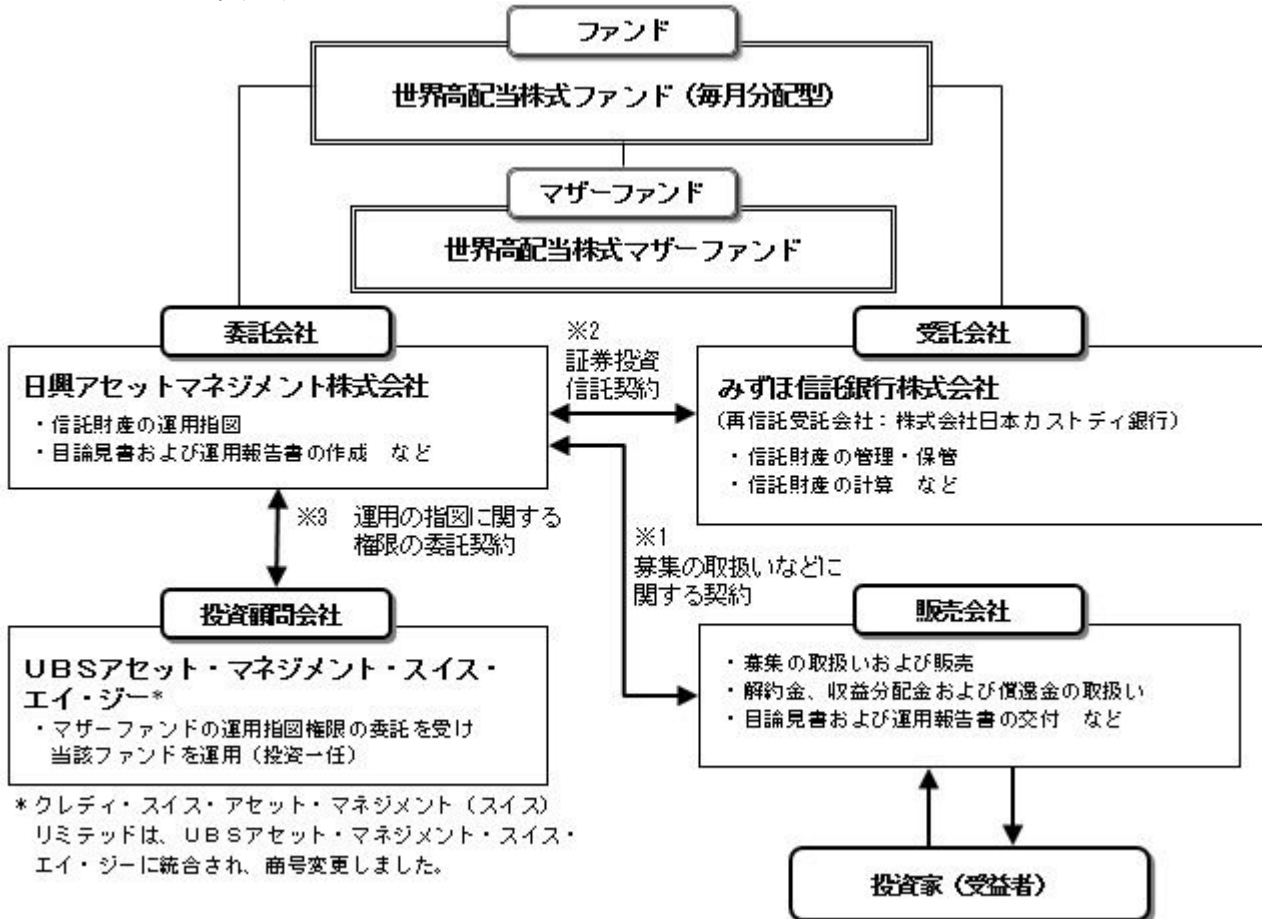 ファンド
世界高配当株式ファンド（毎月分配型）
マザーファンド
世界高配当株式マザーファンド
委託会社
日興アセットマネジメント株式会社
・信託財産の運用指図
・目論見書および運用報告書の作成　など
※2
証券投資
信託契約
受託会社
みずほ信託銀行株式会社
（再信託受託会社：株式会社日本カストディ銀行）
・信託財産の管理・保管
・信託財産の計算　など
※3　運用の指図に関する
権限の委託契約
※1
募集の取扱いなどに
関する契約
投資顧問会社
ＵＢＳアセット・マネジメント・スイス・
エイ・ジー*
・マザーファンドの運用指図権限の委託を受け
当該ファンドを運用（投資一任）
*クレディ・スイス・アセット・マネジメント（スイス）
リミテッドは、ＵＢＳアセット・マネジメント・スイス・
エイ・ジーに統合され、商号変更しました。
販売会社
・募集の取扱いおよび販売
・解約金、収益分配金および償還金の取扱い
・目論見書および運用報告書の交付　など
投資家（受益者）